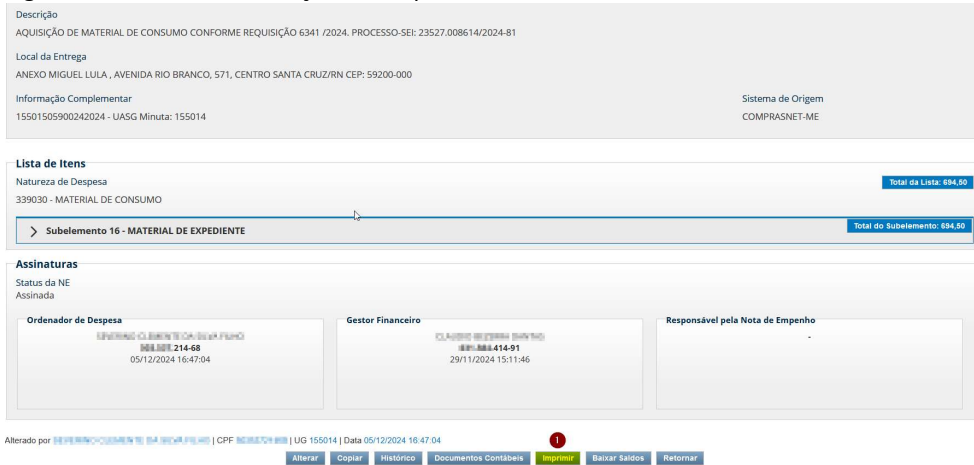 Descrição
AQUISIÇÃO DE MATERIAL DE CONSUMO CONFORME REQUISIÇÃO 6341 /2024. PROCESSO-SEI: 23527.008614/2024-81
Local da Entrega
ANEXO MIGUEL LULA , AVENIDA RIO BRANCO, 571, CENTRO SANTA CRUZ/RN CEP: 59200-000
Informação Complementar Sistema de Origem
15501505900242024 - UASG Minuta: 155014 COMPRASNET-ME
Lista de Itens
Natureza de Despesa Total da Lista: 694,50
339030 - MATERIAL DE CONSUMO
Subelemento 16 - MATERIAL DE EXPEDIENTE Total do Subelemento: 694,50
Assinaturas
Status da NE
Assinada
Ordenador de Despesa Gestor Financeiro Responsável pela Nota de Empenho
.214-68 .414-91 -
05/12/2024 16:47:04 29/11/2024 15:11:46
Alterado por | CPF | UG 155014 | Data 05/12/2024 16:47:04 1
Alterar Copiar Histórico Documentos Contábeis Imprimir Baixar Saldos Retornar